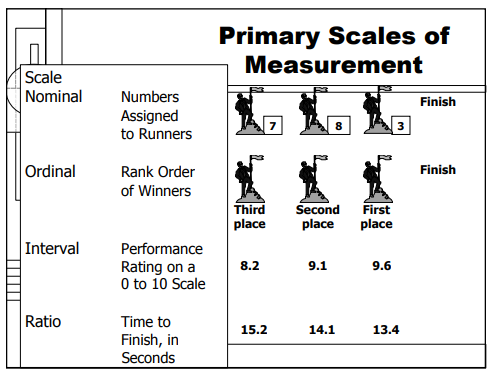 Primary Scales of
Measurement
Scale
Nominal
Numbers
Assigned
to Runners
7
8
3
Finish
Ordinal
Rank Order
of Winners
Finish
Third
place
Second
place
First
place
Interval
Performance
Rating on a
0 to 10 Scale
8.2
9.1
9.6
Ratio
Time to
Finish, in
Seconds
15.2
14.1
13.4